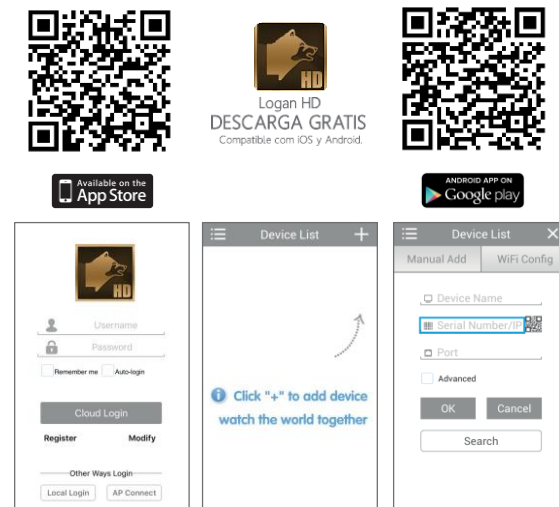 HD
Logan HD
DESCARGA GRATIS
Compatible com iOS y Android.
Available on the
App Store
ANDROID APP ON
Google play
HD
Username
Password
Remember me
Auto-login
Cloud Login
Register
Modify
Other Ways Login
Local Login
AP Connect
Device List +
Click "+" to add device
watch the world together
Device List X
Manual Add
WiFi Config
Device Name
Serial Number/IP
Port
Advanced
OK
Cancel
Search